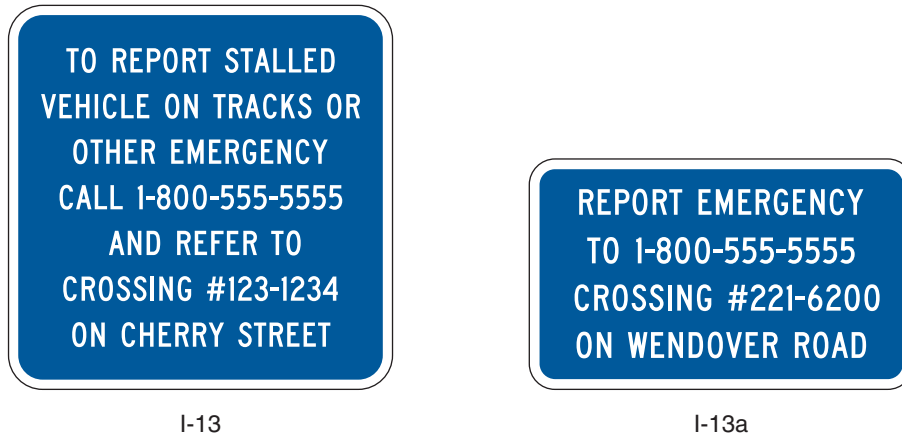 TO REPORT STALLED
VEHICLE ON TRACKS OR
OTHER EMERGENCY
CALL 1-800-555-5555
AND REFER TO
CROSSING #123-1234
ON CHERRY STREET
I-13
REPORT EMERGENCY
TO 1-800-555-5555
CROSSING #221-6200
ON WENDOVER ROAD
I-13a